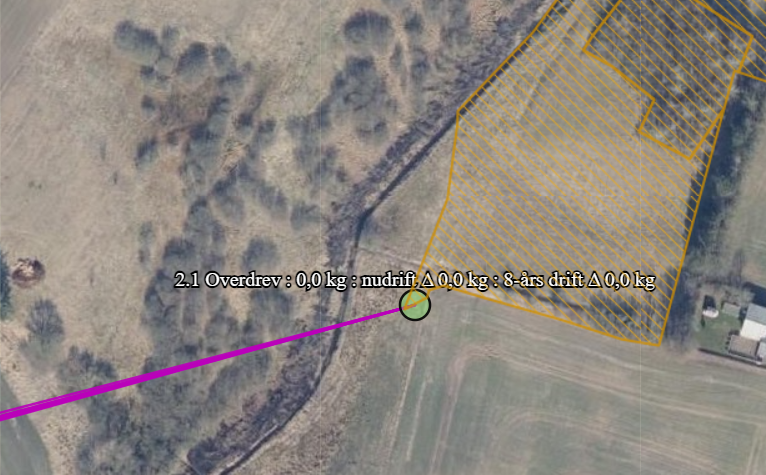 2.1 Overdrev : 0,0 kg : nudrift Δ 0,0 kg : 8-års drift Δ 0,0 kg